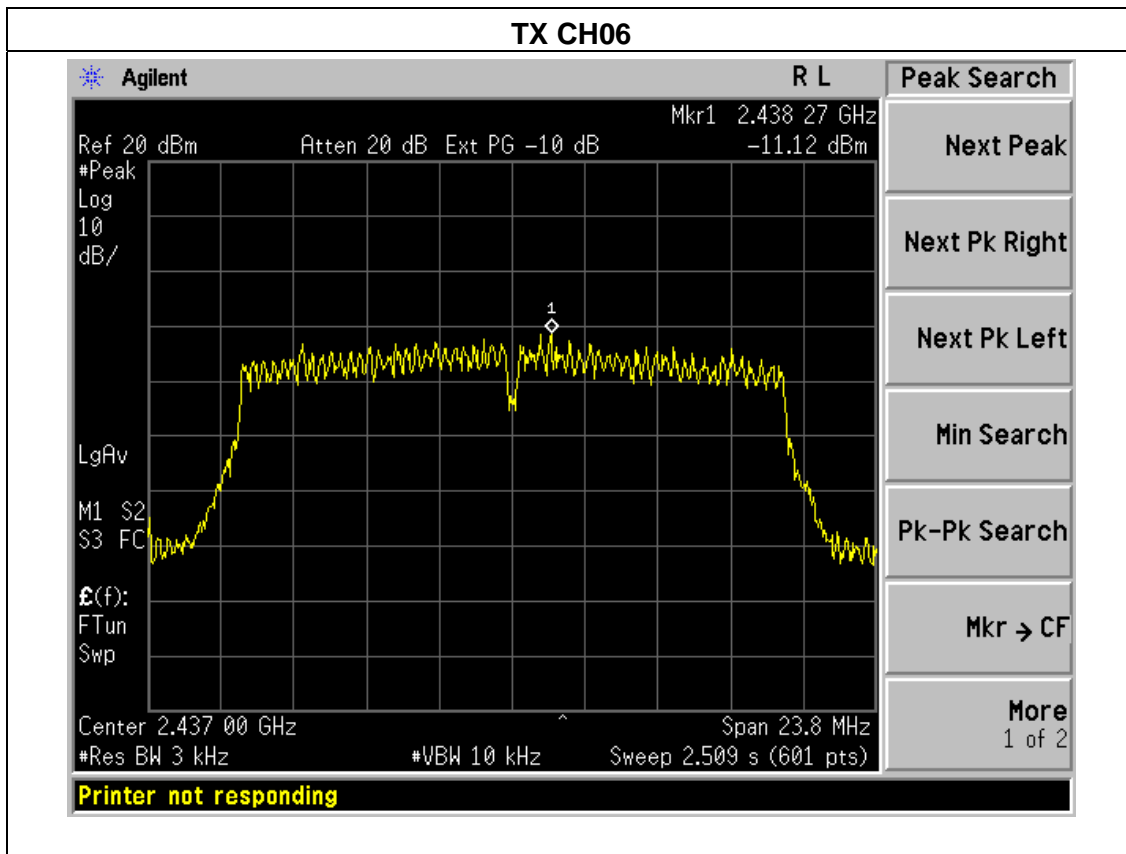 TX CH06
Agilent R L Peak Search
Mkr1 2.438 27 GHz
Ref 20 dBm Atten 20 dB Ext PG -10 dB -11.12 dBm
#Peak
Log
10
dB/
1
LgAv
M1 S2
S3 FC
£(f):
FTun
Swp
Center 2.437 00 GHz ^ Span 23.8 MHz
#Res BW 3 kHz #VBW 10 kHz Sweep 2.509 s (601 pts)
Printer not responding
Next Peak
Next Pk Right
Next Pk Left
Min Search
Pk-Pk Search
Mkr → CF
More
1 of 2